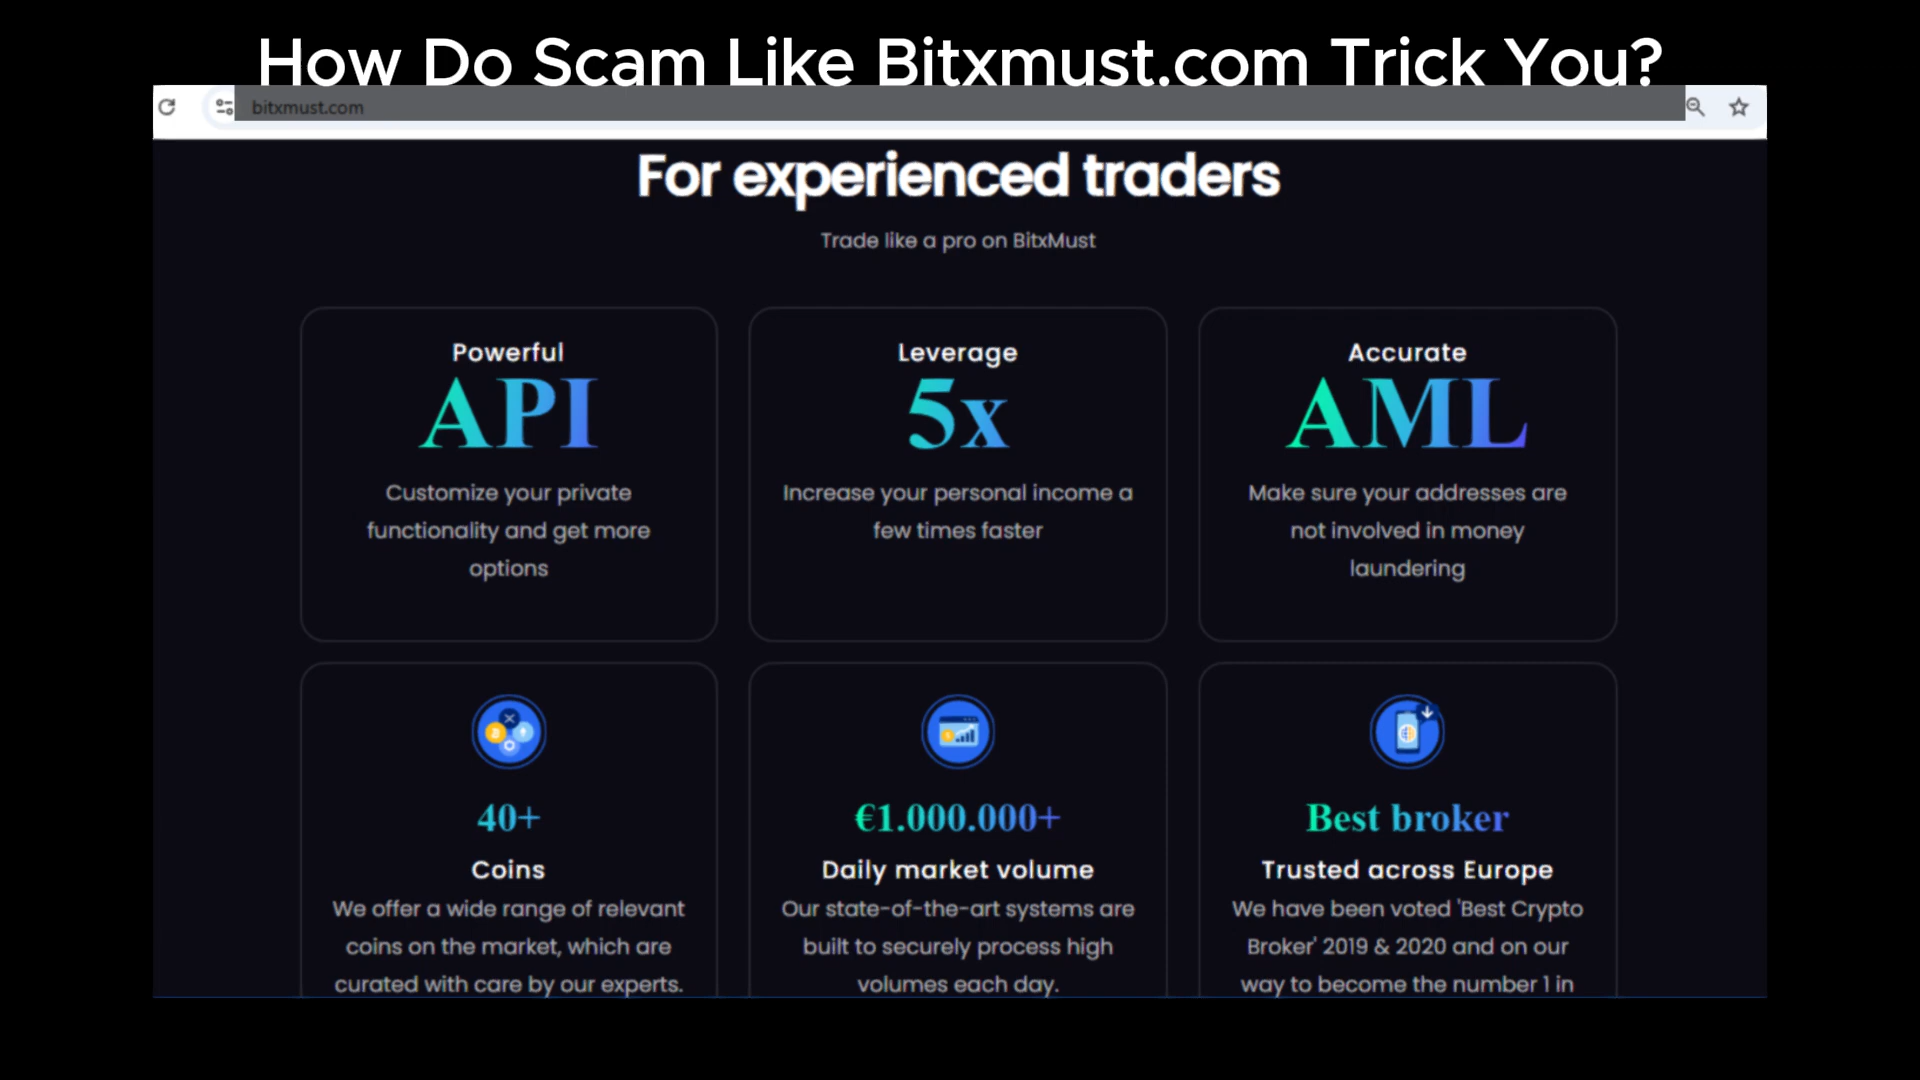 How Do Scam Like Bitxmust.com Trick You?
bitxmust.com
For experienced traders
Trade like a pro on BitxMust
Powerful
API
Customize your private
functionality and get more
options
Leverage
5x
Increase your personal income a
few times faster
Accurate
AML
Make sure your addresses are
not involved in money
laundering
40+
Coins
We offer a wide range of relevant
coins on the market, which are
curated with care by our experts.
€1.000.000+
Daily market volume
Our state-of-the-art systems are
built to securely process high
volumes each day.
Best broker
Trusted across Europe
We have been voted 'Best Crypto
Broker' 2019 & 2020 and on our
way to become the number 1 in